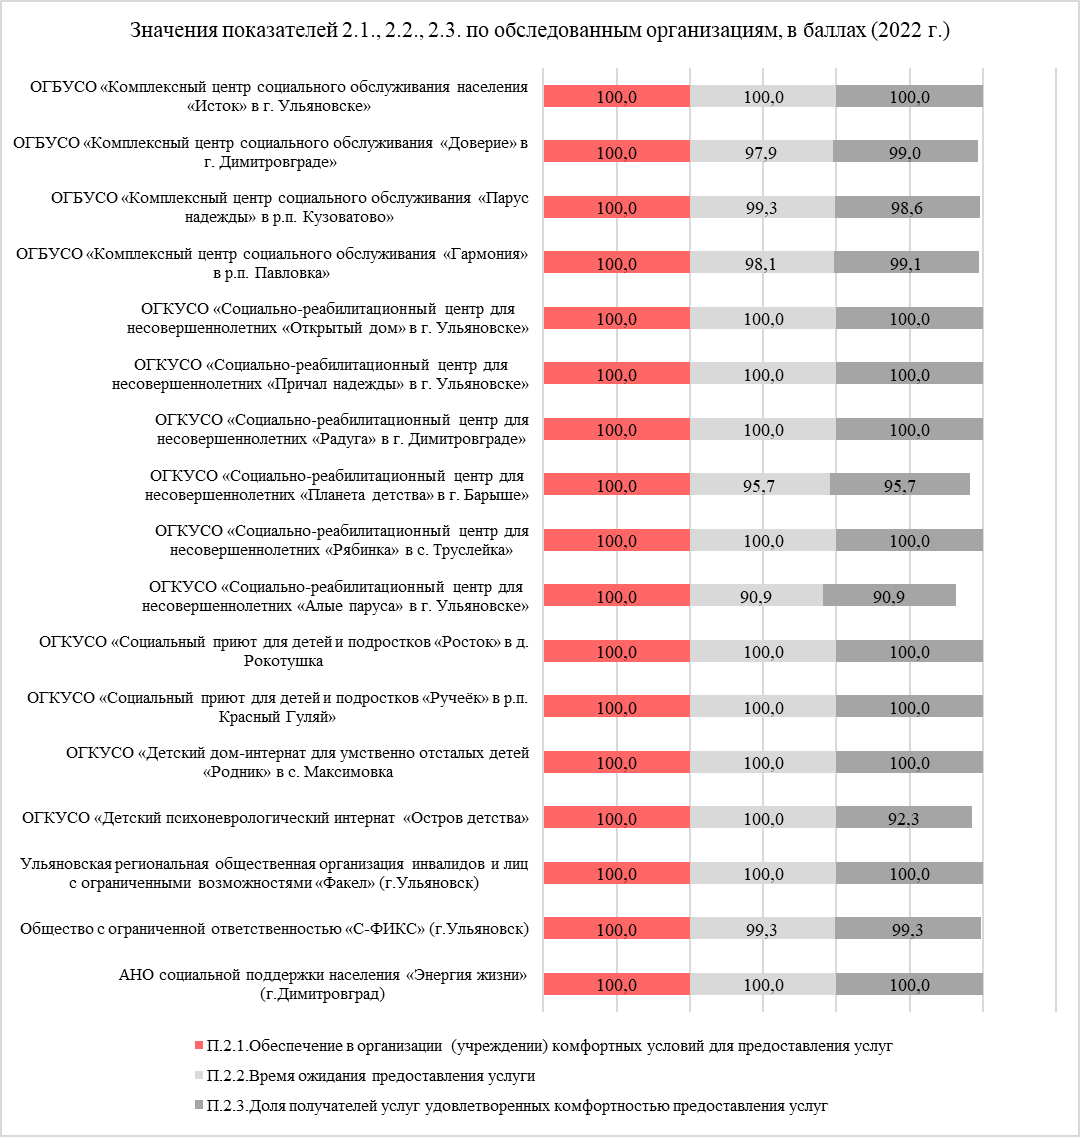 Значения показателей 2.1., 2.2., 2.3. по обследованным организациям, в баллах (2022 г.)
ОГБУСО «Комплексный центр социального обслуживания населения
«Исток» в г. Ульяновске»
100,0 100,0 100,0
ОГБУСО «Комплексный центр социального обслуживания «Доверие» в
г. Димитровграде»
100,0 97,9 99,0
ОГБУСО «Комплексный центр социального обслуживания «Парус
надежды» в р.п. Кузоватово»
100,0 99,3 98,6
ОГБУСО «Комплексный центр социального обслуживания «Гармония»
в р.п. Павловка»
100,0 98,1 99,1
ОГКУСО «Социально-реабилитационный центр для
несовершеннолетних «Открытый дом» в г. Ульяновске»
100,0 100,0 100,0
ОГКУСО «Социально-реабилитационный центр для
несовершеннолетних «Причал надежды» в г. Ульяновске»
100,0 100,0 100,0
ОГКУСО «Социально-реабилитационный центр для
несовершеннолетних «Радуга» в г. Димитровграде»
100,0 100,0 100,0
ОГКУСО «Социально-реабилитационный центр для
несовершеннолетних «Планета детства» в г. Барыше»
100,0 95,7 95,7
ОГКУСО «Социально-реабилитационный центр для
несовершеннолетних «Рябинка» в с. Труслейка»
100,0 100,0 100,0
ОГКУСО «Социально-реабилитационный центр для
несовершеннолетних «Алые паруса» в г. Ульяновске»
100,0 90,9 90,9
ОГКУСО «Социальный приют для детей и подростков «Росток» в д.
Рокотушка
100,0 100,0 100,0
ОГКУСО «Социальный приют для детей и подростков «Ручеёк» в р.п.
Красный Гуляй»
100,0 100,0 100,0
ОГКУСО «Детский дом-интернат для умственно отсталых детей
«Родник» в с. Максимовка
100,0 100,0 100,0
ОГКУСО «Детский психоневрологический интернат «Остров детства»
100,0 100,0 92,3
Ульяновская региональная общественная организация инвалидов и лиц
с ограниченными возможностями «Факел» (г.Ульяновск)
100,0 100,0 100,0
Общество с ограниченной ответственностью «С-ФИКС» (г.Ульяновск)
100,0 99,3 99,3
АНО социальной поддержки населения «Энергия жизни»
(г.Димитровград)
100,0 100,0 100,0
П.2.1.Обеспечение в организации (учреждении) комфортных условий для предоставления услуг
П.2.2.Время ожидания предоставления услуги
П.2.3.Доля получателей услуг удовлетворенных комфортностью предоставления услуг